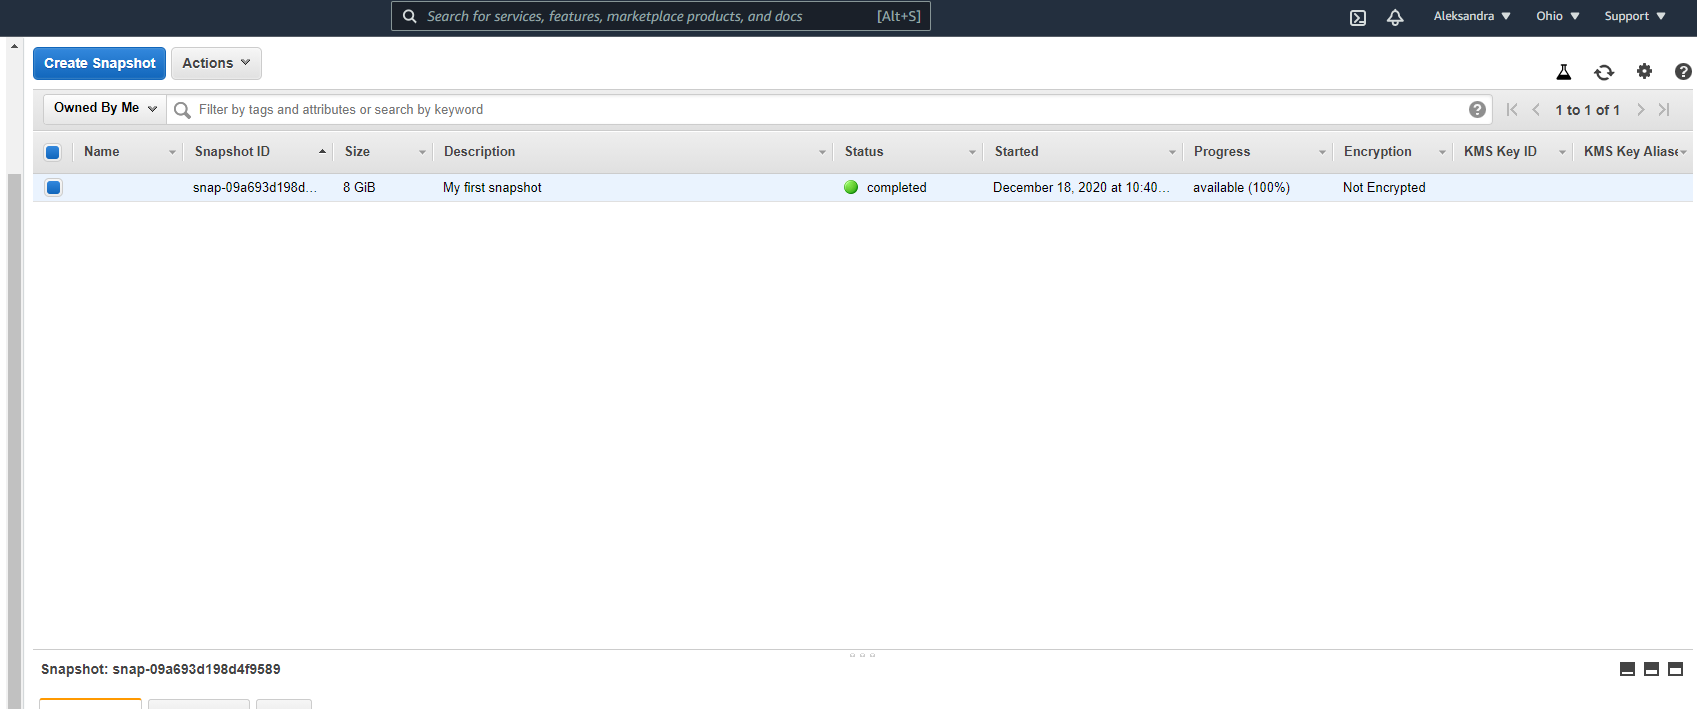 Search for services, features, marketplace products, and docs [Alt+S] Aleksandra Ohio Support
Create Snapshot Actions
Owned By Me Filter by tags and attributes or search by keyword 1 to 1 of 1
Name Snapshot ID Size Description Status Started Progress Encryption KMS Key ID KMS Key Aliase
snap-09a693d198d... 8 GiB My first snapshot completed December 18, 2020 at 10:40... available (100%) Not Encrypted
Snapshot: snap-09a693d198d4f9589